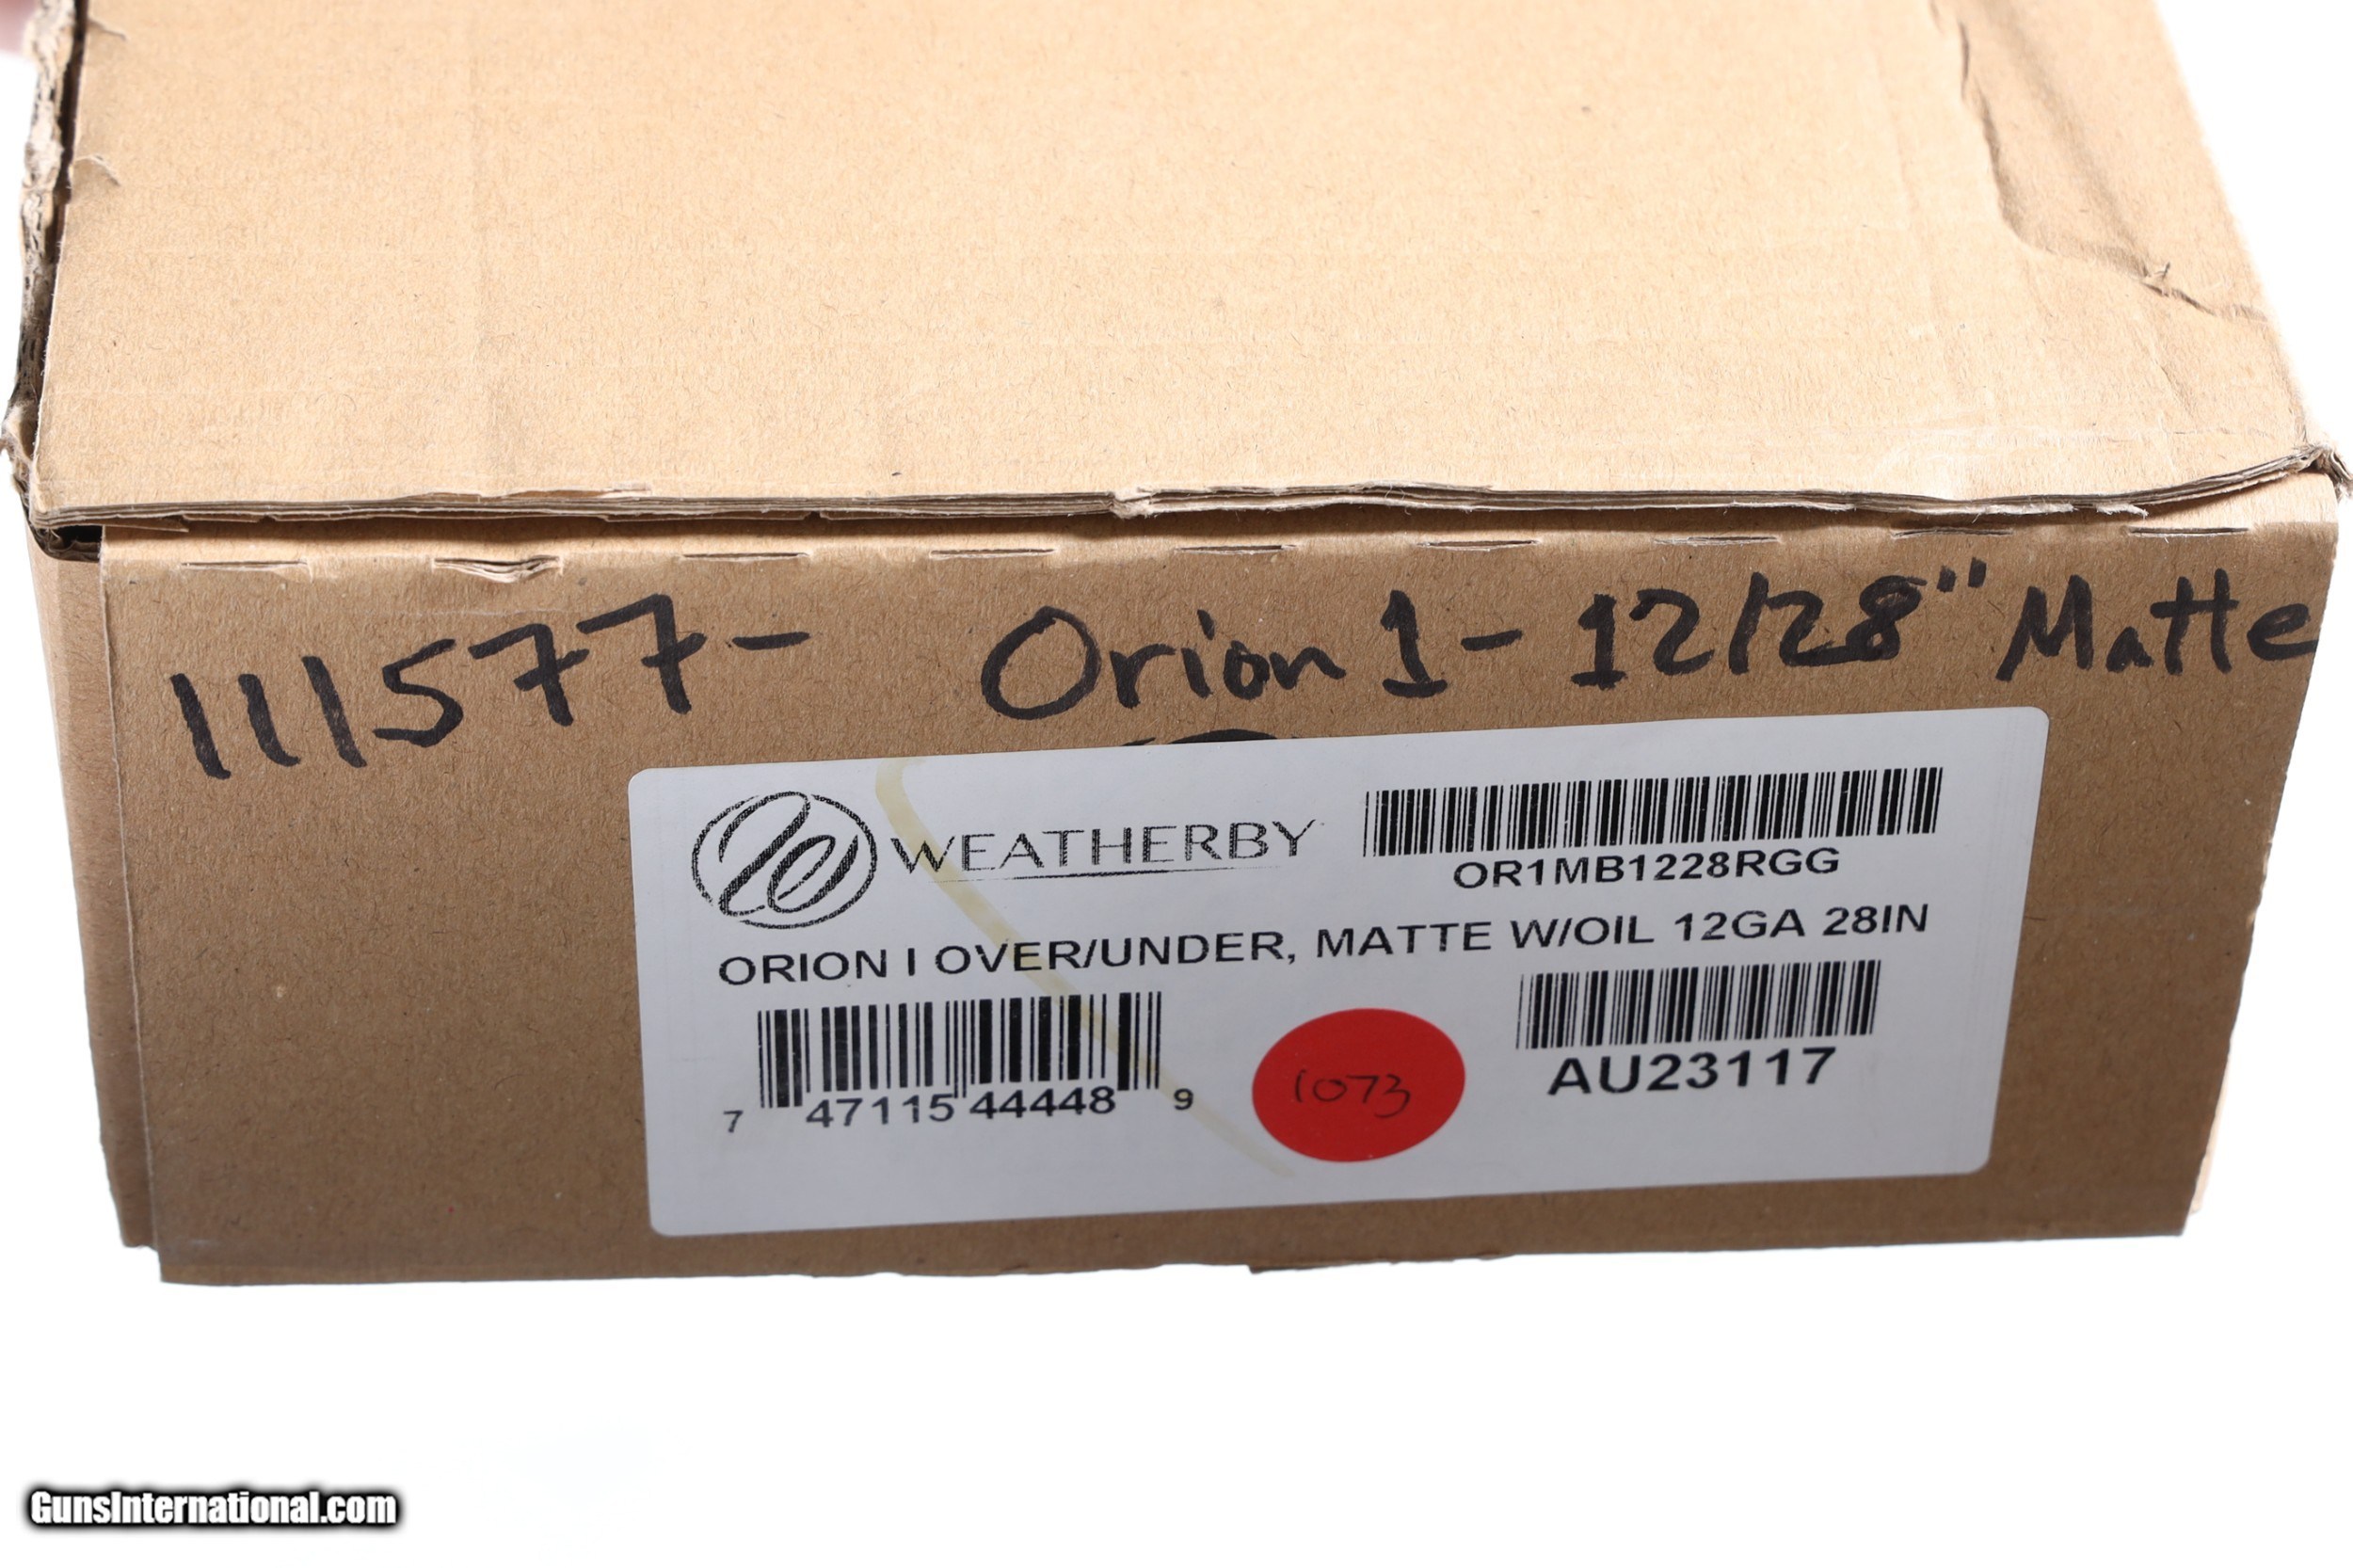 111577- Orion 1 - 12/28" Matte
WEATHERBY
OR1MB1228RGG
ORION I OVER/UNDER, MATTE W/OIL 12GA 28IN
7 47115 44448 9
1073
AU23117
GunsInternational.com